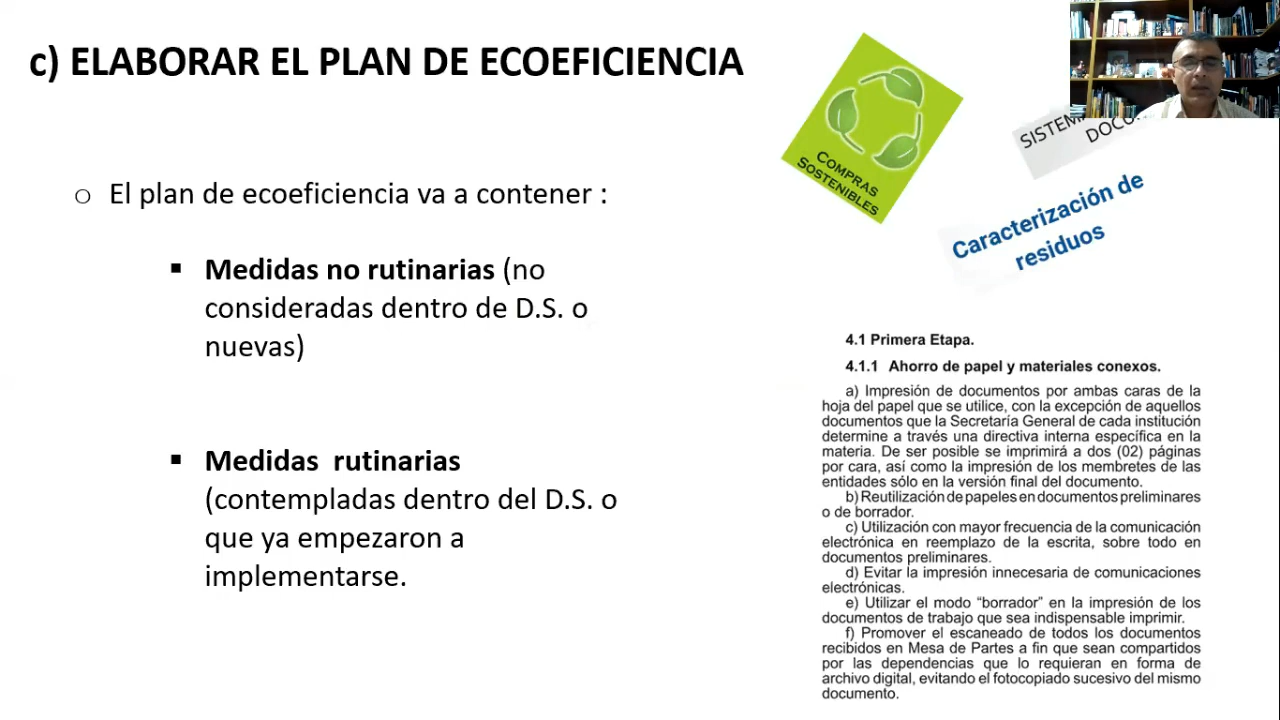 c) ELABORAR EL PLAN DE ECOEFICIENCIA
o El plan de ecoeficiencia va a contener :
▪ Medidas no rutinarias (no
consideradas dentro de D.S. o
nuevas)
▪ Medidas rutinarias
(contempladas dentro del D.S. o
que ya empezaron a
implementarse.
COMPRAS
SOSTENIBLES
Caracterización de
residuos
4.1 Primera Etapa.
4.1.1 Ahorro de papel y materiales conexos.
a) Impresión de documentos por ambas caras de la
hoja del papel que se utilice, con la excepción de aquellos
documentos que la Secretaría General de cada institución
determine a través una directiva interna específica en la
materia. De ser posible se imprimirá a dos (02) páginas
por cara, así como la impresión de los membretes de las
entidades sólo en la versión final del documento.
b) Reutilización de papeles en documentos preliminares
o de borrador.
c) Utilización con mayor frecuencia de la comunicación
electrónica en reemplazo de la escrita, sobre todo en
documentos preliminares.
d) Evitar la impresión innecesaria de comunicaciones
electrónicas.
e) Utilizar el modo “borrador” en la impresión de los
documentos de trabajo que sea indispensable imprimir.
f) Promover el escaneado de todos los documentos
recibidos en Mesa de Partes a fin que sean compartidos
por las dependencias que lo requieran en forma de
archivo digital, evitando el fotocopiado sucesivo del mismo
documento.